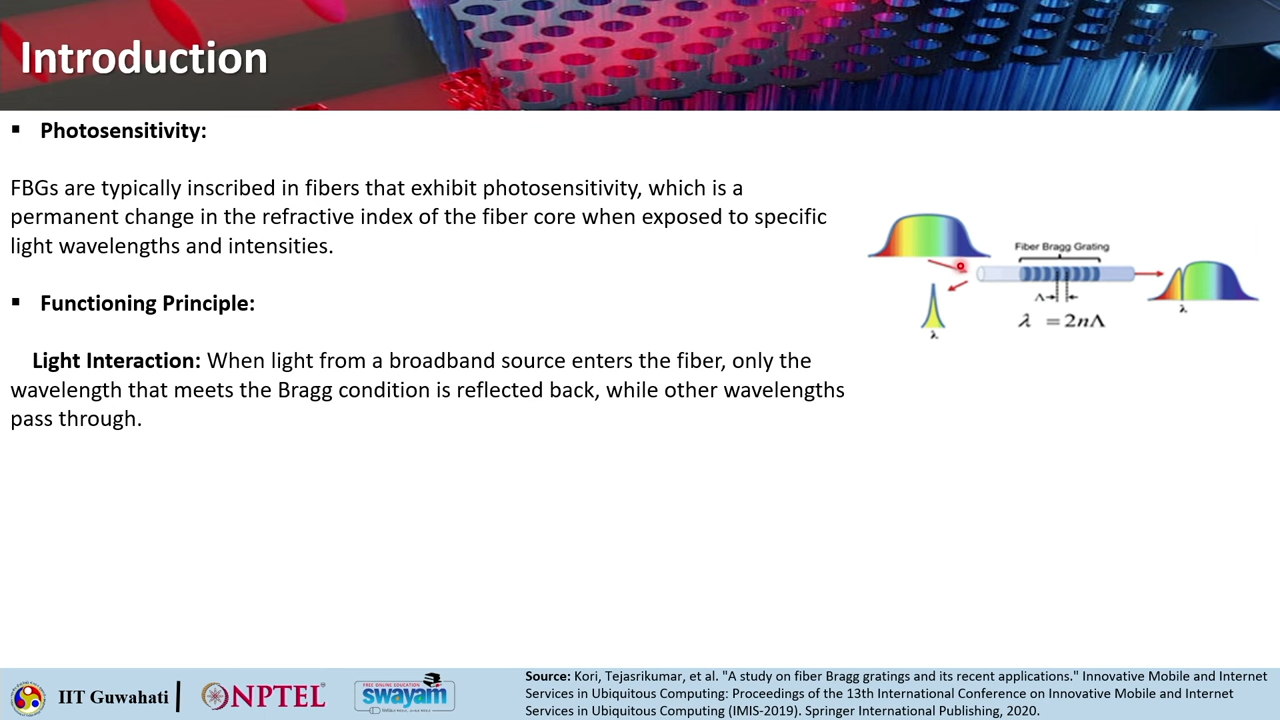 Introduction
▪ Photosensitivity:
FBGs are typically inscribed in fibers that exhibit photosensitivity, which is a
permanent change in the refractive index of the fiber core when exposed to specific
light wavelengths and intensities.
▪ Functioning Principle:
Light Interaction: When light from a broadband source enters the fiber, only the
wavelength that meets the Bragg condition is reflected back, while other wavelengths
pass through.
Fiber Bragg Grating
Λ
λ = 2nΛ
λ
λ
IIT Guwahati
NPTEL
FREE ONLINE EDUCATION
swayam
Source: Kori, Tejasrikumar, et al. "A study on fiber Bragg gratings and its recent applications." Innovative Mobile and Internet
Services in Ubiquitous Computing: Proceedings of the 13th International Conference on Innovative Mobile and Internet
Services in Ubiquitous Computing (IMIS-2019). Springer International Publishing, 2020.